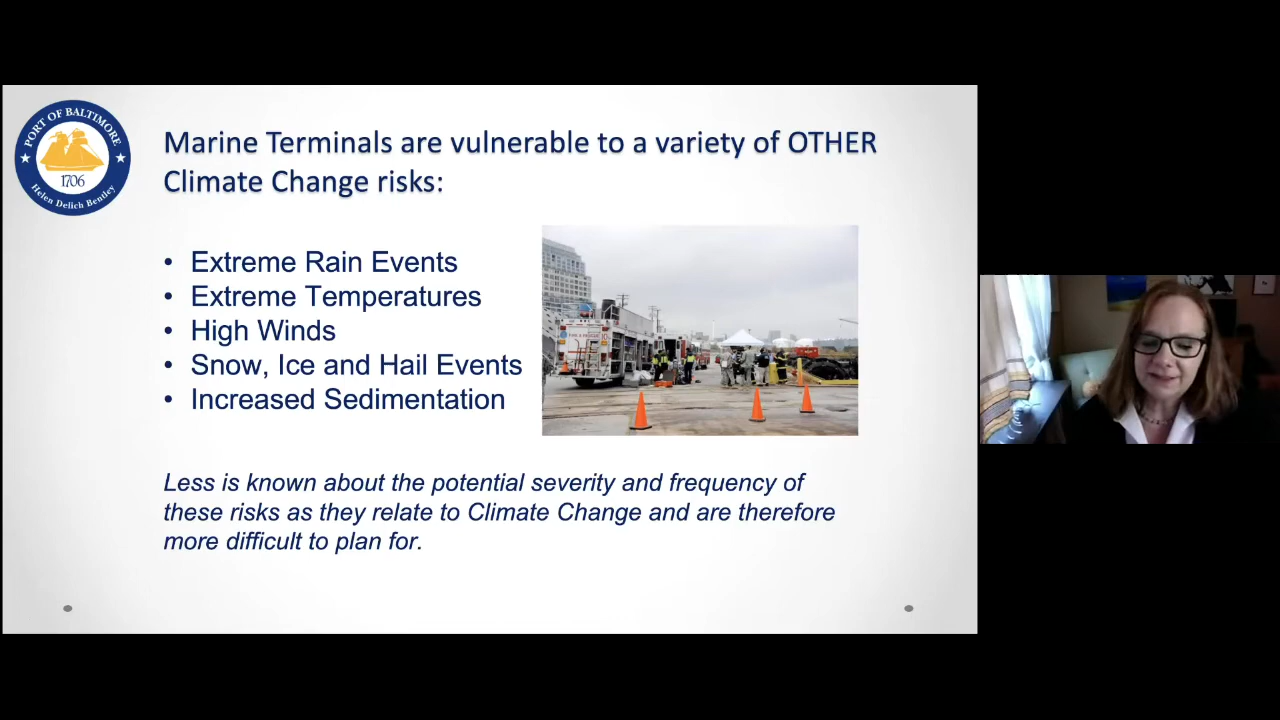 PORT OF BALTIMORE
1706
Helen Delich Bentley
Marine Terminals are vulnerable to a variety of OTHER
Climate Change risks:
• Extreme Rain Events
• Extreme Temperatures
• High Winds
• Snow, Ice and Hail Events
• Increased Sedimentation
Less is known about the potential severity and frequency of
these risks as they relate to Climate Change and are therefore
more difficult to plan for.